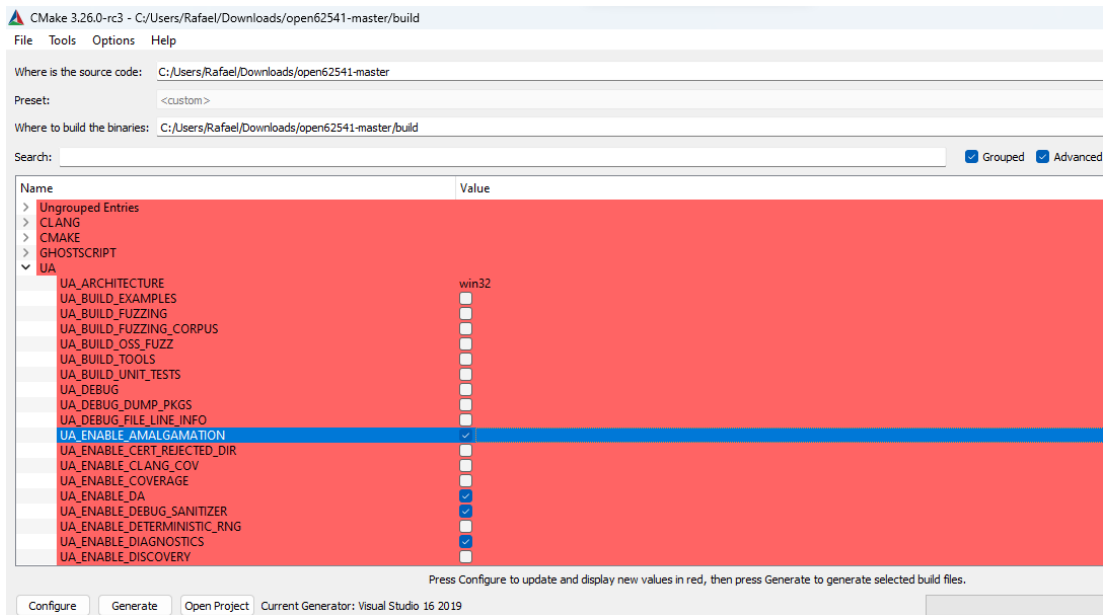 CMake 3.26.0-rc3 - C:/Users/Rafael/Downloads/open62541-master/build
File Tools Options Help
Where is the source code: C:/Users/Rafael/Downloads/open62541-master
Preset: <custom>
Where to build the binaries: C:/Users/Rafael/Downloads/open62541-master/build
Search: Grouped Advanced
Name Value
Ungrouped Entries
CLANG
CMAKE
GHOSTSCRIPT
UA
UA_ARCHITECTURE win32
UA_BUILD_EXAMPLES
UA_BUILD_FUZZING
UA_BUILD_FUZZING_CORPUS
UA_BUILD_OSS_FUZZ
UA_BUILD_TOOLS
UA_BUILD_UNIT_TESTS
UA_DEBUG
UA_DEBUG_DUMP_PKGS
UA_DEBUG_FILE_LINE_INFO
UA_ENABLE_AMALGAMATION
UA_ENABLE_CERT_REJECTED_DIR
UA_ENABLE_CLANG_COV
UA_ENABLE_COVERAGE
UA_ENABLE_DA
UA_ENABLE_DEBUG_SANITIZER
UA_ENABLE_DETERMINISTIC_RNG
UA_ENABLE_DIAGNOSTICS
UA_ENABLE_DISCOVERY
Press Configure to update and display new values in red, then press Generate to generate selected build files.
Configure Generate Open Project Current Generator: Visual Studio 16 2019